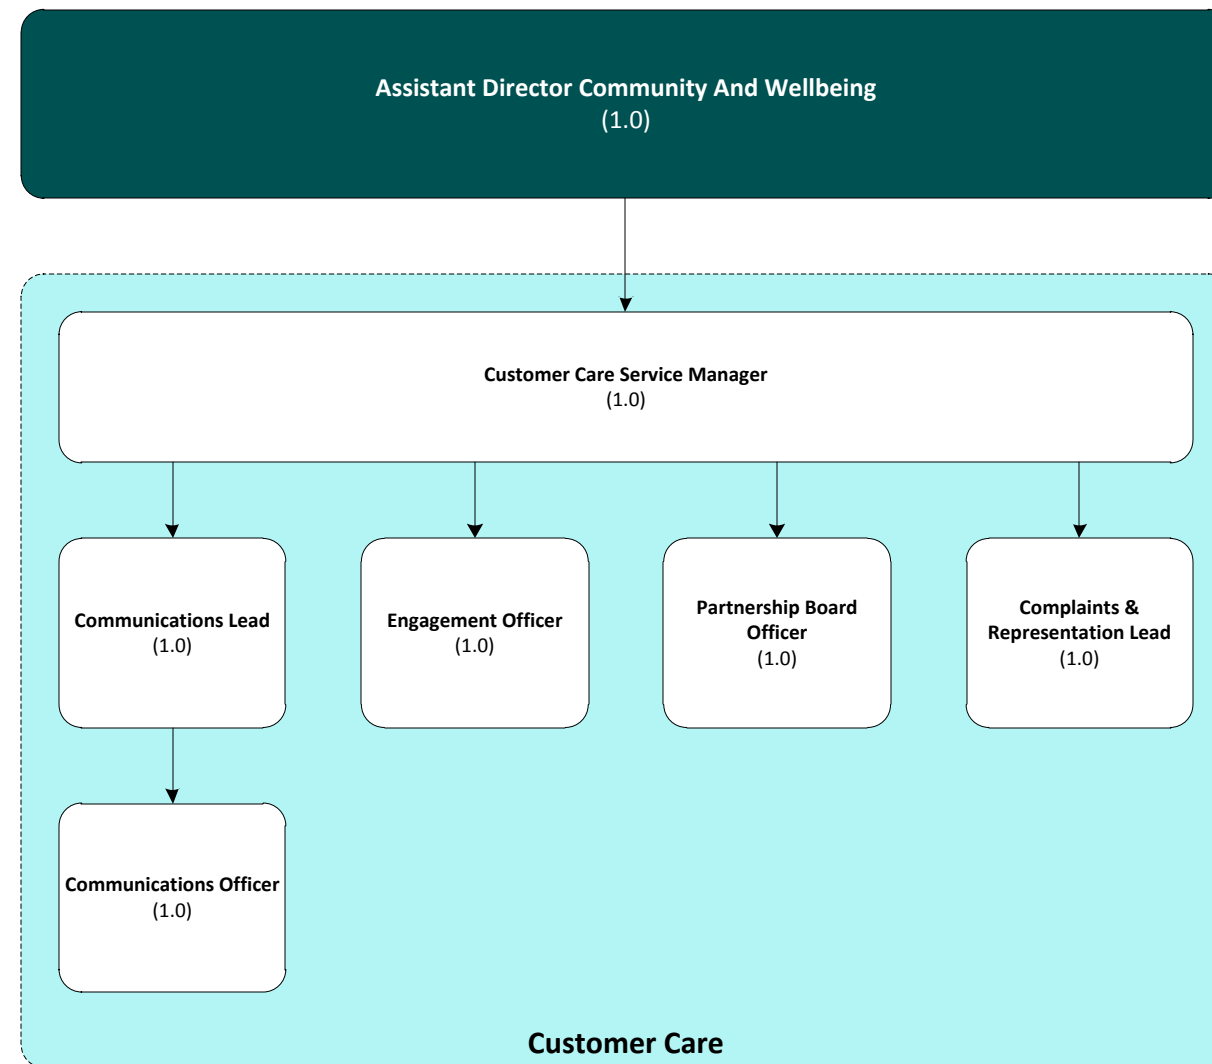 Assistant Director Community And Wellbeing
(1.0)
Customer Care Service Manager
(1.0)
Communications Lead
(1.0)
Engagement Officer
(1.0)
Partnership Board
Officer
(1.0)
Complaints &
Representation Lead
(1.0)
Communications Officer
(1.0)
Customer Care